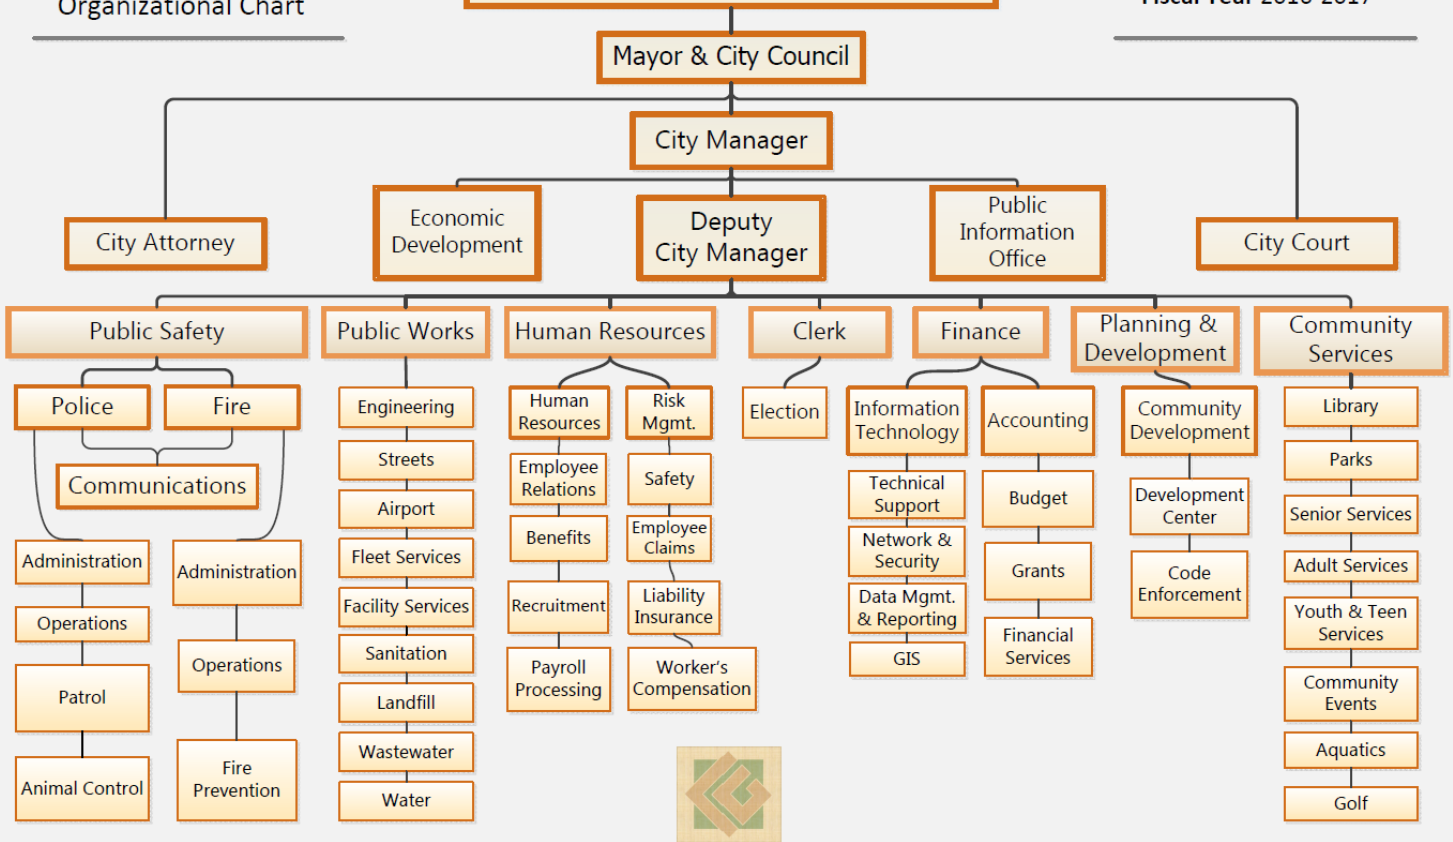 Organizational Chart
Fiscal Year 2016-2017
Mayor & City Council
City Manager
City Attorney
Economic
Development
Deputy
City Manager
Public
Information
Office
City Court
Public Safety
Public Works
Human Resources
Clerk
Finance
Planning &
Development
Community
Services
Police
Fire
Communications
Administration
Operations
Patrol
Animal Control
Administration
Operations
Fire
Prevention
Engineering
Streets
Airport
Fleet Services
Facility Services
Sanitation
Landfill
Wastewater
Water
Human
Resources
Employee
Relations
Benefits
Recruitment
Payroll
Processing
Risk
Mgmt.
Safety
Employee
Claims
Liability
Insurance
Worker's
Compensation
Election
Information
Technology
Technical
Support
Network &
Security
Data Mgmt.
& Reporting
GIS
Accounting
Budget
Grants
Financial
Services
Community
Development
Development
Center
Code
Enforcement
Library
Parks
Senior Services
Adult Services
Youth & Teen
Services
Community
Events
Aquatics
Golf